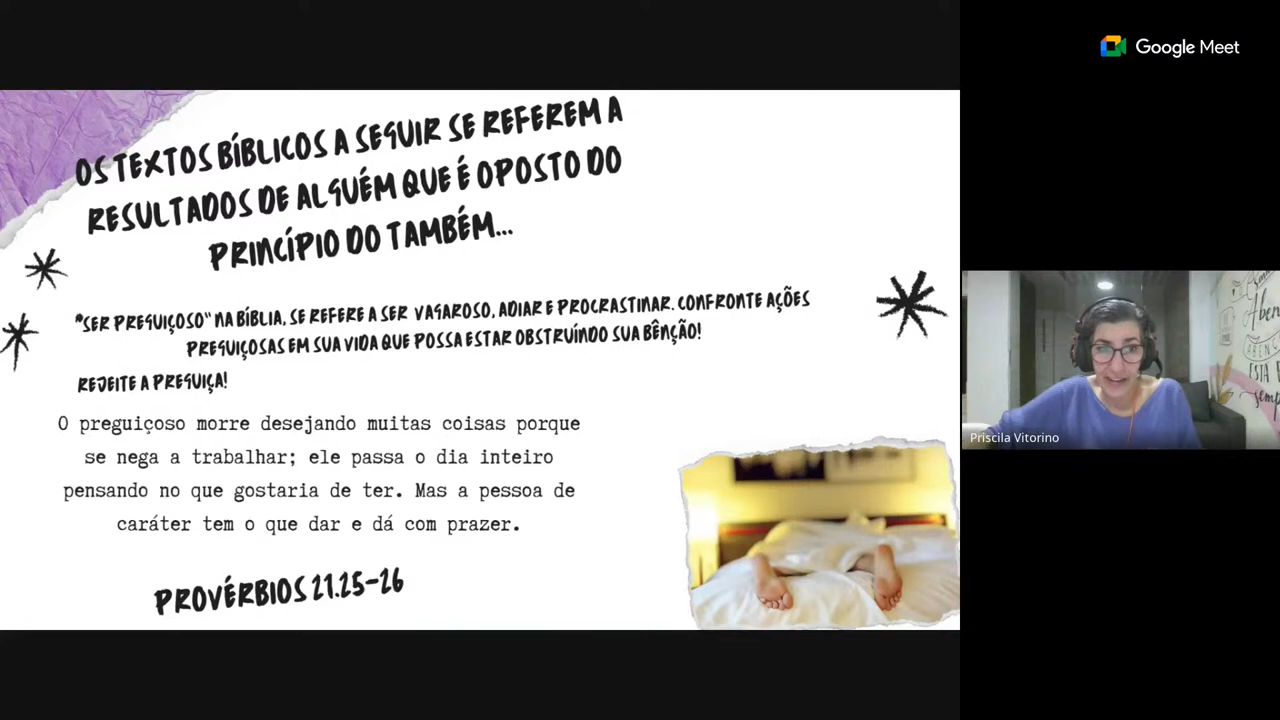 OS TEXTOS BÍBLICOS A SEGUIR SE REFEREM A
RESULTADOS DE ALGUÉM QUE É OPOSTO DO
PRINCÍPIO DO TAMBÉM...
"SER PREGUIÇOSO" NA BÍBLIA, SE REFERE A SER VAGAROSO, ADIAR E PROCRASTINAR. CONFRONTE AÇÕES
PREGUIÇOSAS EM SUA VIDA QUE POSSA ESTAR OBSTRUÍNDO SUA BÊNÇÃO!
REJEITE A PREGUIÇA!
O preguiçoso morre desejando muitas coisas porque
se nega a trabalhar; ele passa o dia inteiro
pensando no que gostaria de ter. Mas a pessoa de
caráter tem o que dar e dá com prazer.
PROVÉRBIOS 21.25-26
Google Meet
Priscila Vitorino
ESTÁ
sempr